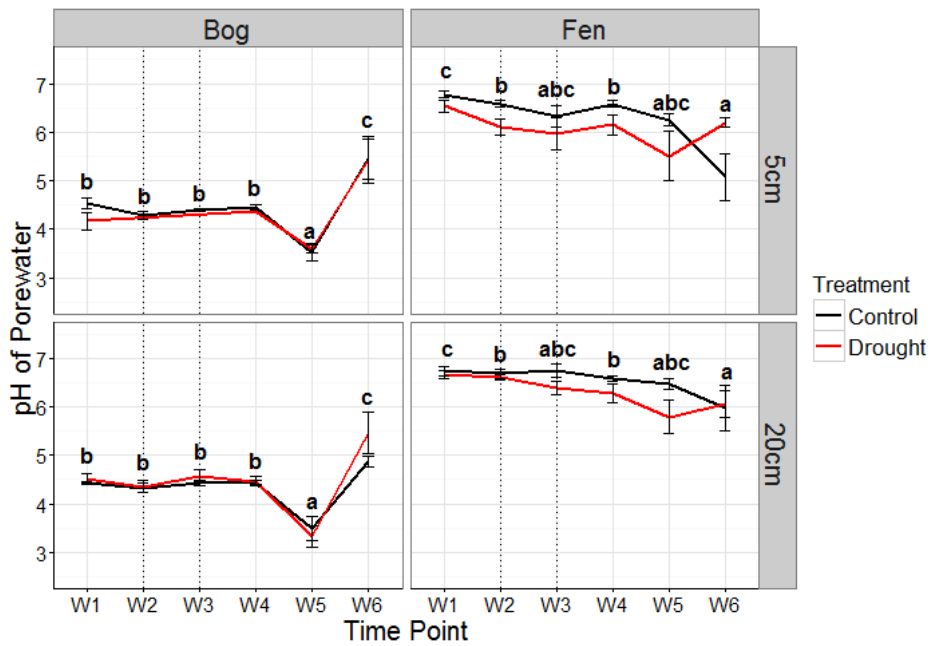 Bog
Fen
pH of Porewater
7
6
5
4
3
b
b
b
b
a
c
c
b
abc
b
abc
a
5cm
7
6
5
4
3
b
b
b
b
a
c
c
b
abc
b
abc
a
20cm
W1 W2 W3 W4 W5 W6
W1 W2 W3 W4 W5 W6
Time Point
Treatment
Control
Drought